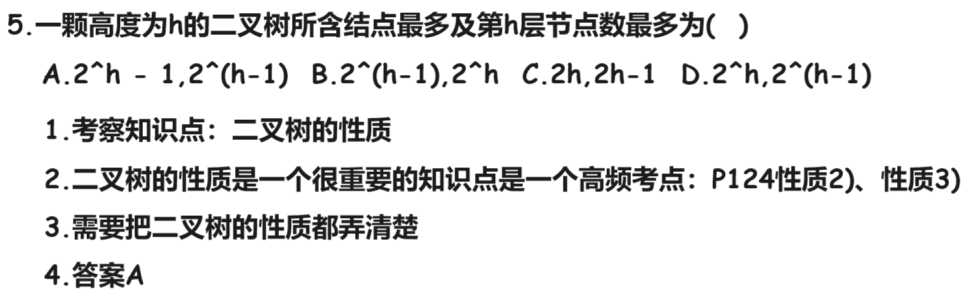 5.一颗高度为h的二叉树所含结点最多及第h层节点数最多为( )
A.2^h - 1,2^(h-1) B.2^(h-1),2^h C.2h,2h-1 D.2^h,2^(h-1)
1.考察知识点：二叉树的性质
2.二叉树的性质是一个很重要的知识点是一个高频考点：P124性质2)、性质3)
3.需要把二叉树的性质都弄清楚
4.答案A